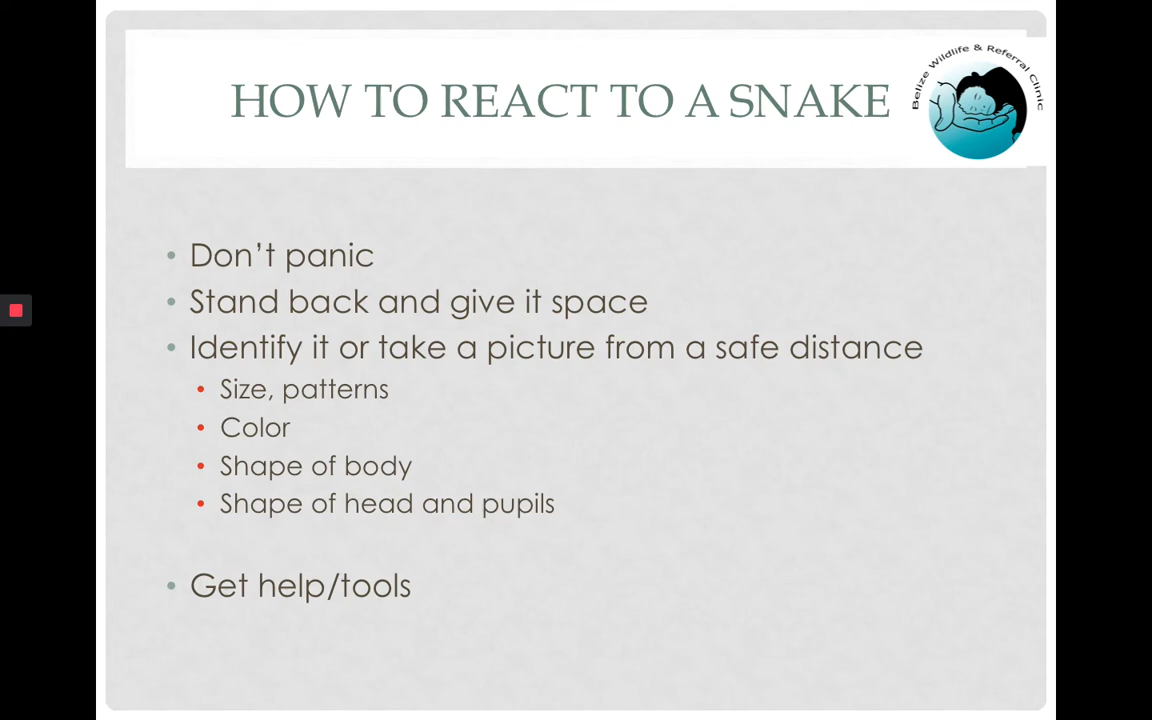 HOW TO REACT TO A SNAKE
Belize Wildlife & Referral Clinic
Don’t panic
Stand back and give it space
Identify it or take a picture from a safe distance
Size, patterns
Color
Shape of body
Shape of head and pupils
Get help/tools